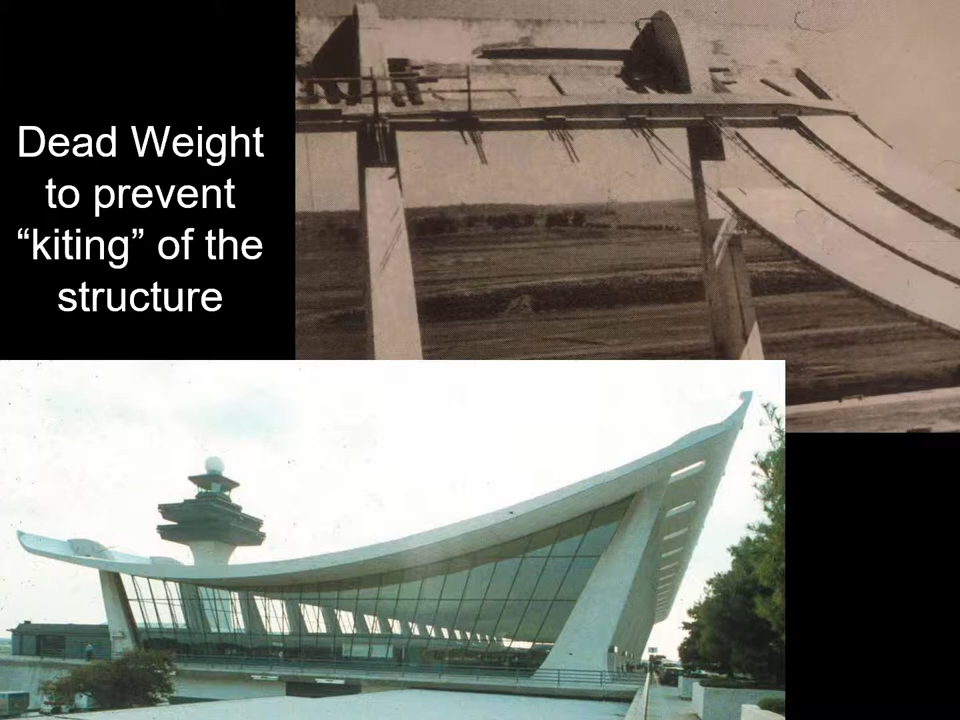 Dead Weight
to prevent
“kiting” of the
structure